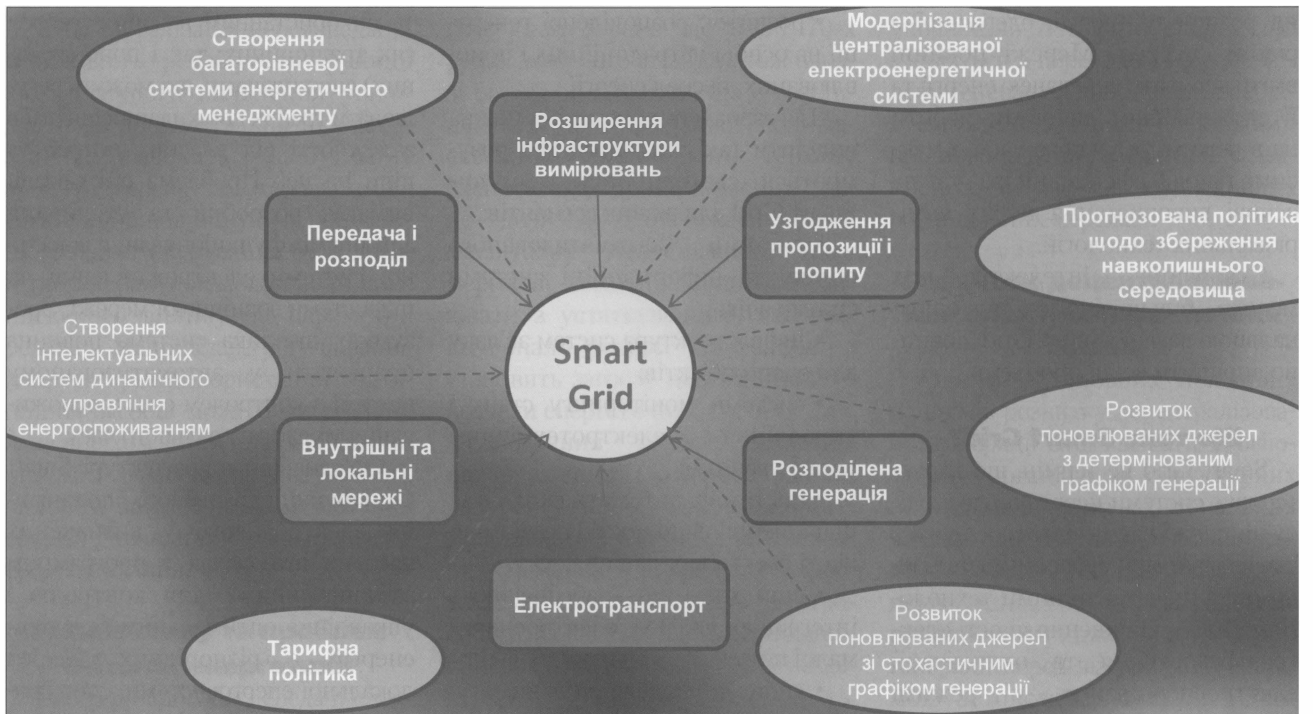 Створення
багаторівневої
системи енергетичного
менеджменту
Модернізація
централізованої
електроенергетичної
системи
Розширення
інфраструктури
вимірювань
Передача і
розподіл
Узгодження
пропозиції і
попиту
Прогнозована політика
щодо збереження
навколишнього
середовища
Створення
інтелектуальних
систем динамічного
управління
енергоспоживанням
Smart
Grid
Внутрішні та
локальні
мережі
Розподілена
генерація
Розвиток
поновлюваних джерел
з детермінованим
графіком генерації
Електротранспорт
Тарифна
політика
Розвиток
поновлюваних джерел
зі стохастичним
графіком генерації